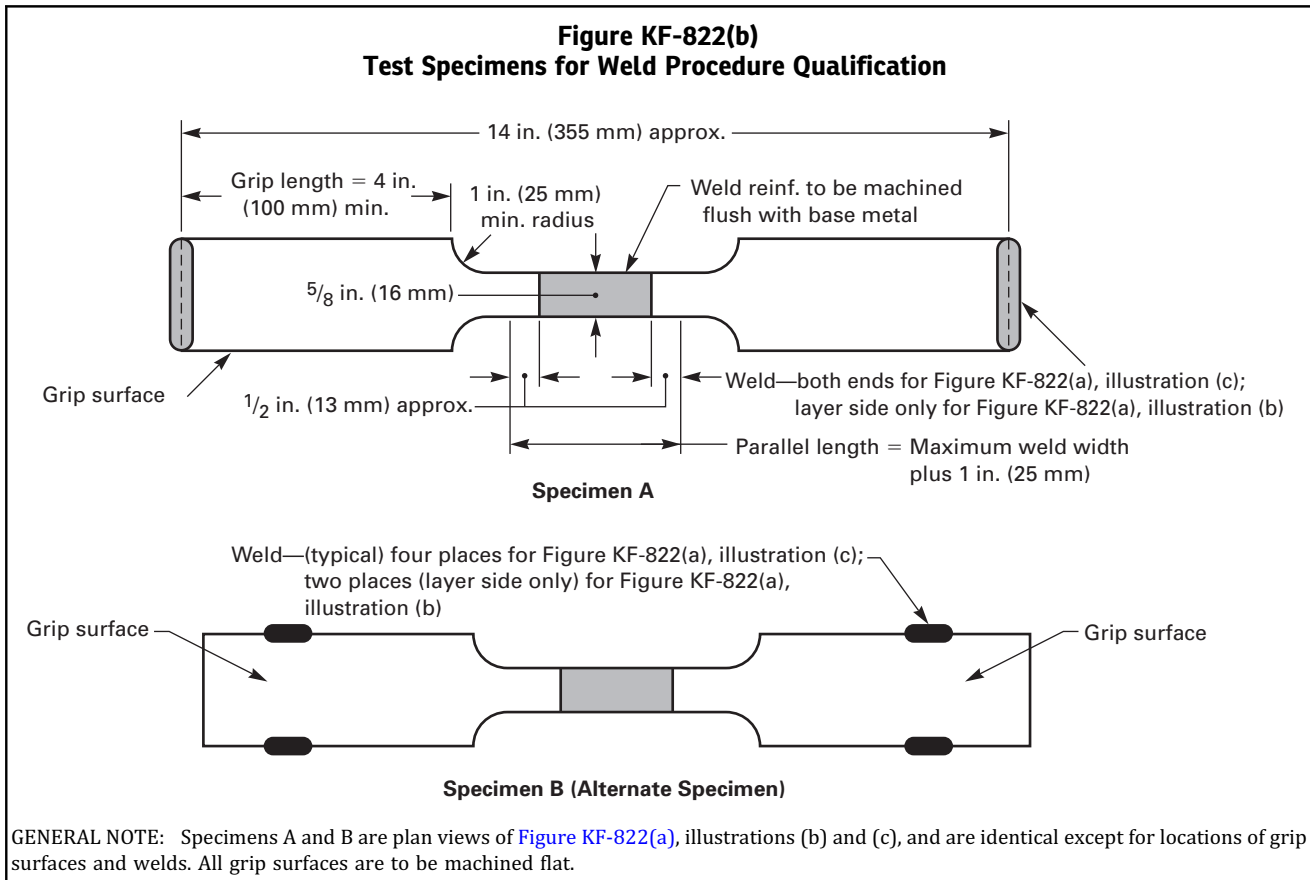 Figure KF-822(b)
Test Specimens for Weld Procedure Qualification
14 in. (355 mm) approx.
Grip length = 4 in.
(100 mm) min.
1 in. (25 mm)
min. radius
Weld reinf. to be machined
flush with base metal
5/8 in. (16 mm)
Grip surface
1/2 in. (13 mm) approx.
Weld—both ends for Figure KF-822(a), illustration (c);
layer side only for Figure KF-822(a), illustration (b)
Parallel length = Maximum weld width
plus 1 in. (25 mm)
Specimen A
Weld—(typical) four places for Figure KF-822(a), illustration (c);
two places (layer side only) for Figure KF-822(a),
illustration (b)
Grip surface
Grip surface
Specimen B (Alternate Specimen)
GENERAL NOTE: Specimens A and B are plan views of Figure KF-822(a), illustrations (b) and (c), and are identical except for locations of grip
surfaces and welds. All grip surfaces are to be machined flat.